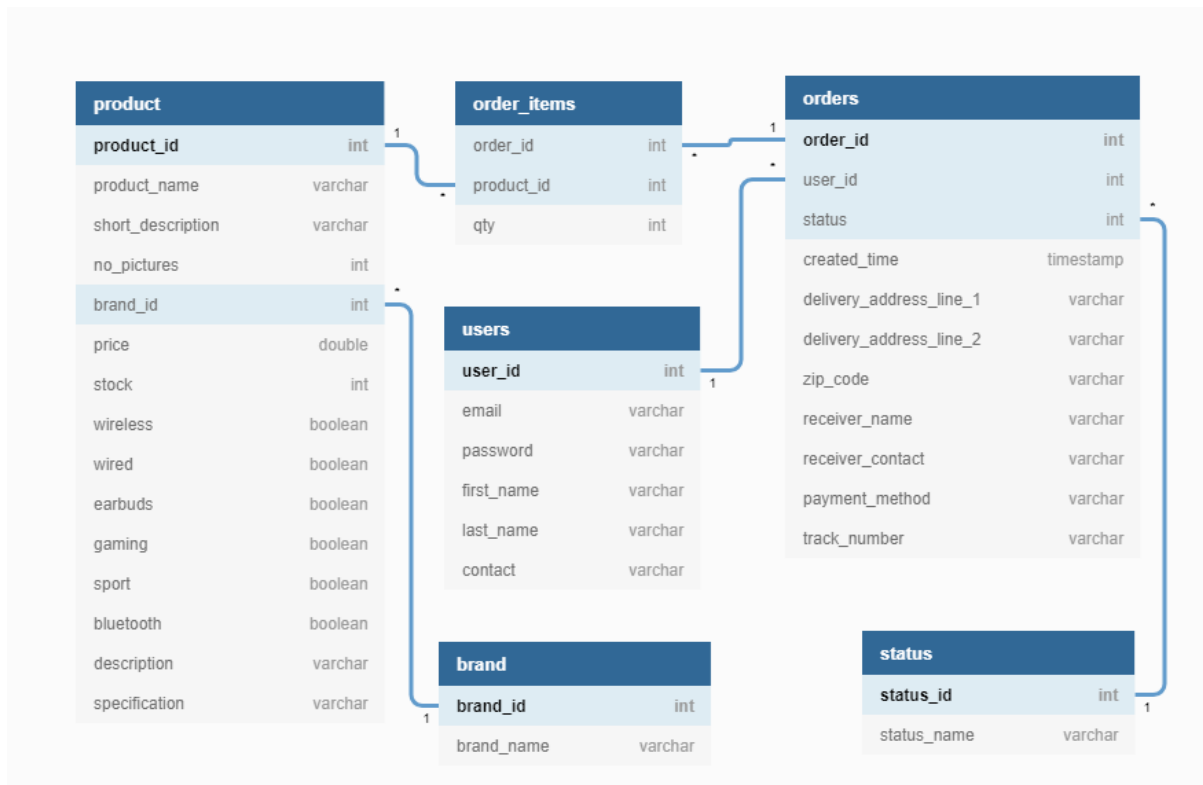 product
product_id int
product_name varchar
short_description varchar
no_pictures int
brand_id int
price double
stock int
wireless boolean
wired boolean
earbuds boolean
gaming boolean
sport boolean
bluetooth boolean
description varchar
specification varchar
1
*
*
1
order_items
order_id int
product_id int
qty int
*
1
users
user_id int
email varchar
password varchar
first_name varchar
last_name varchar
contact varchar
1
*
brand
brand_id int
brand_name varchar
orders
order_id int
user_id int
status int
created_time timestamp
delivery_address_line_1 varchar
delivery_address_line_2 varchar
zip_code varchar
receiver_name varchar
receiver_contact varchar
payment_method varchar
track_number varchar
*
1
status
status_id int
status_name varchar